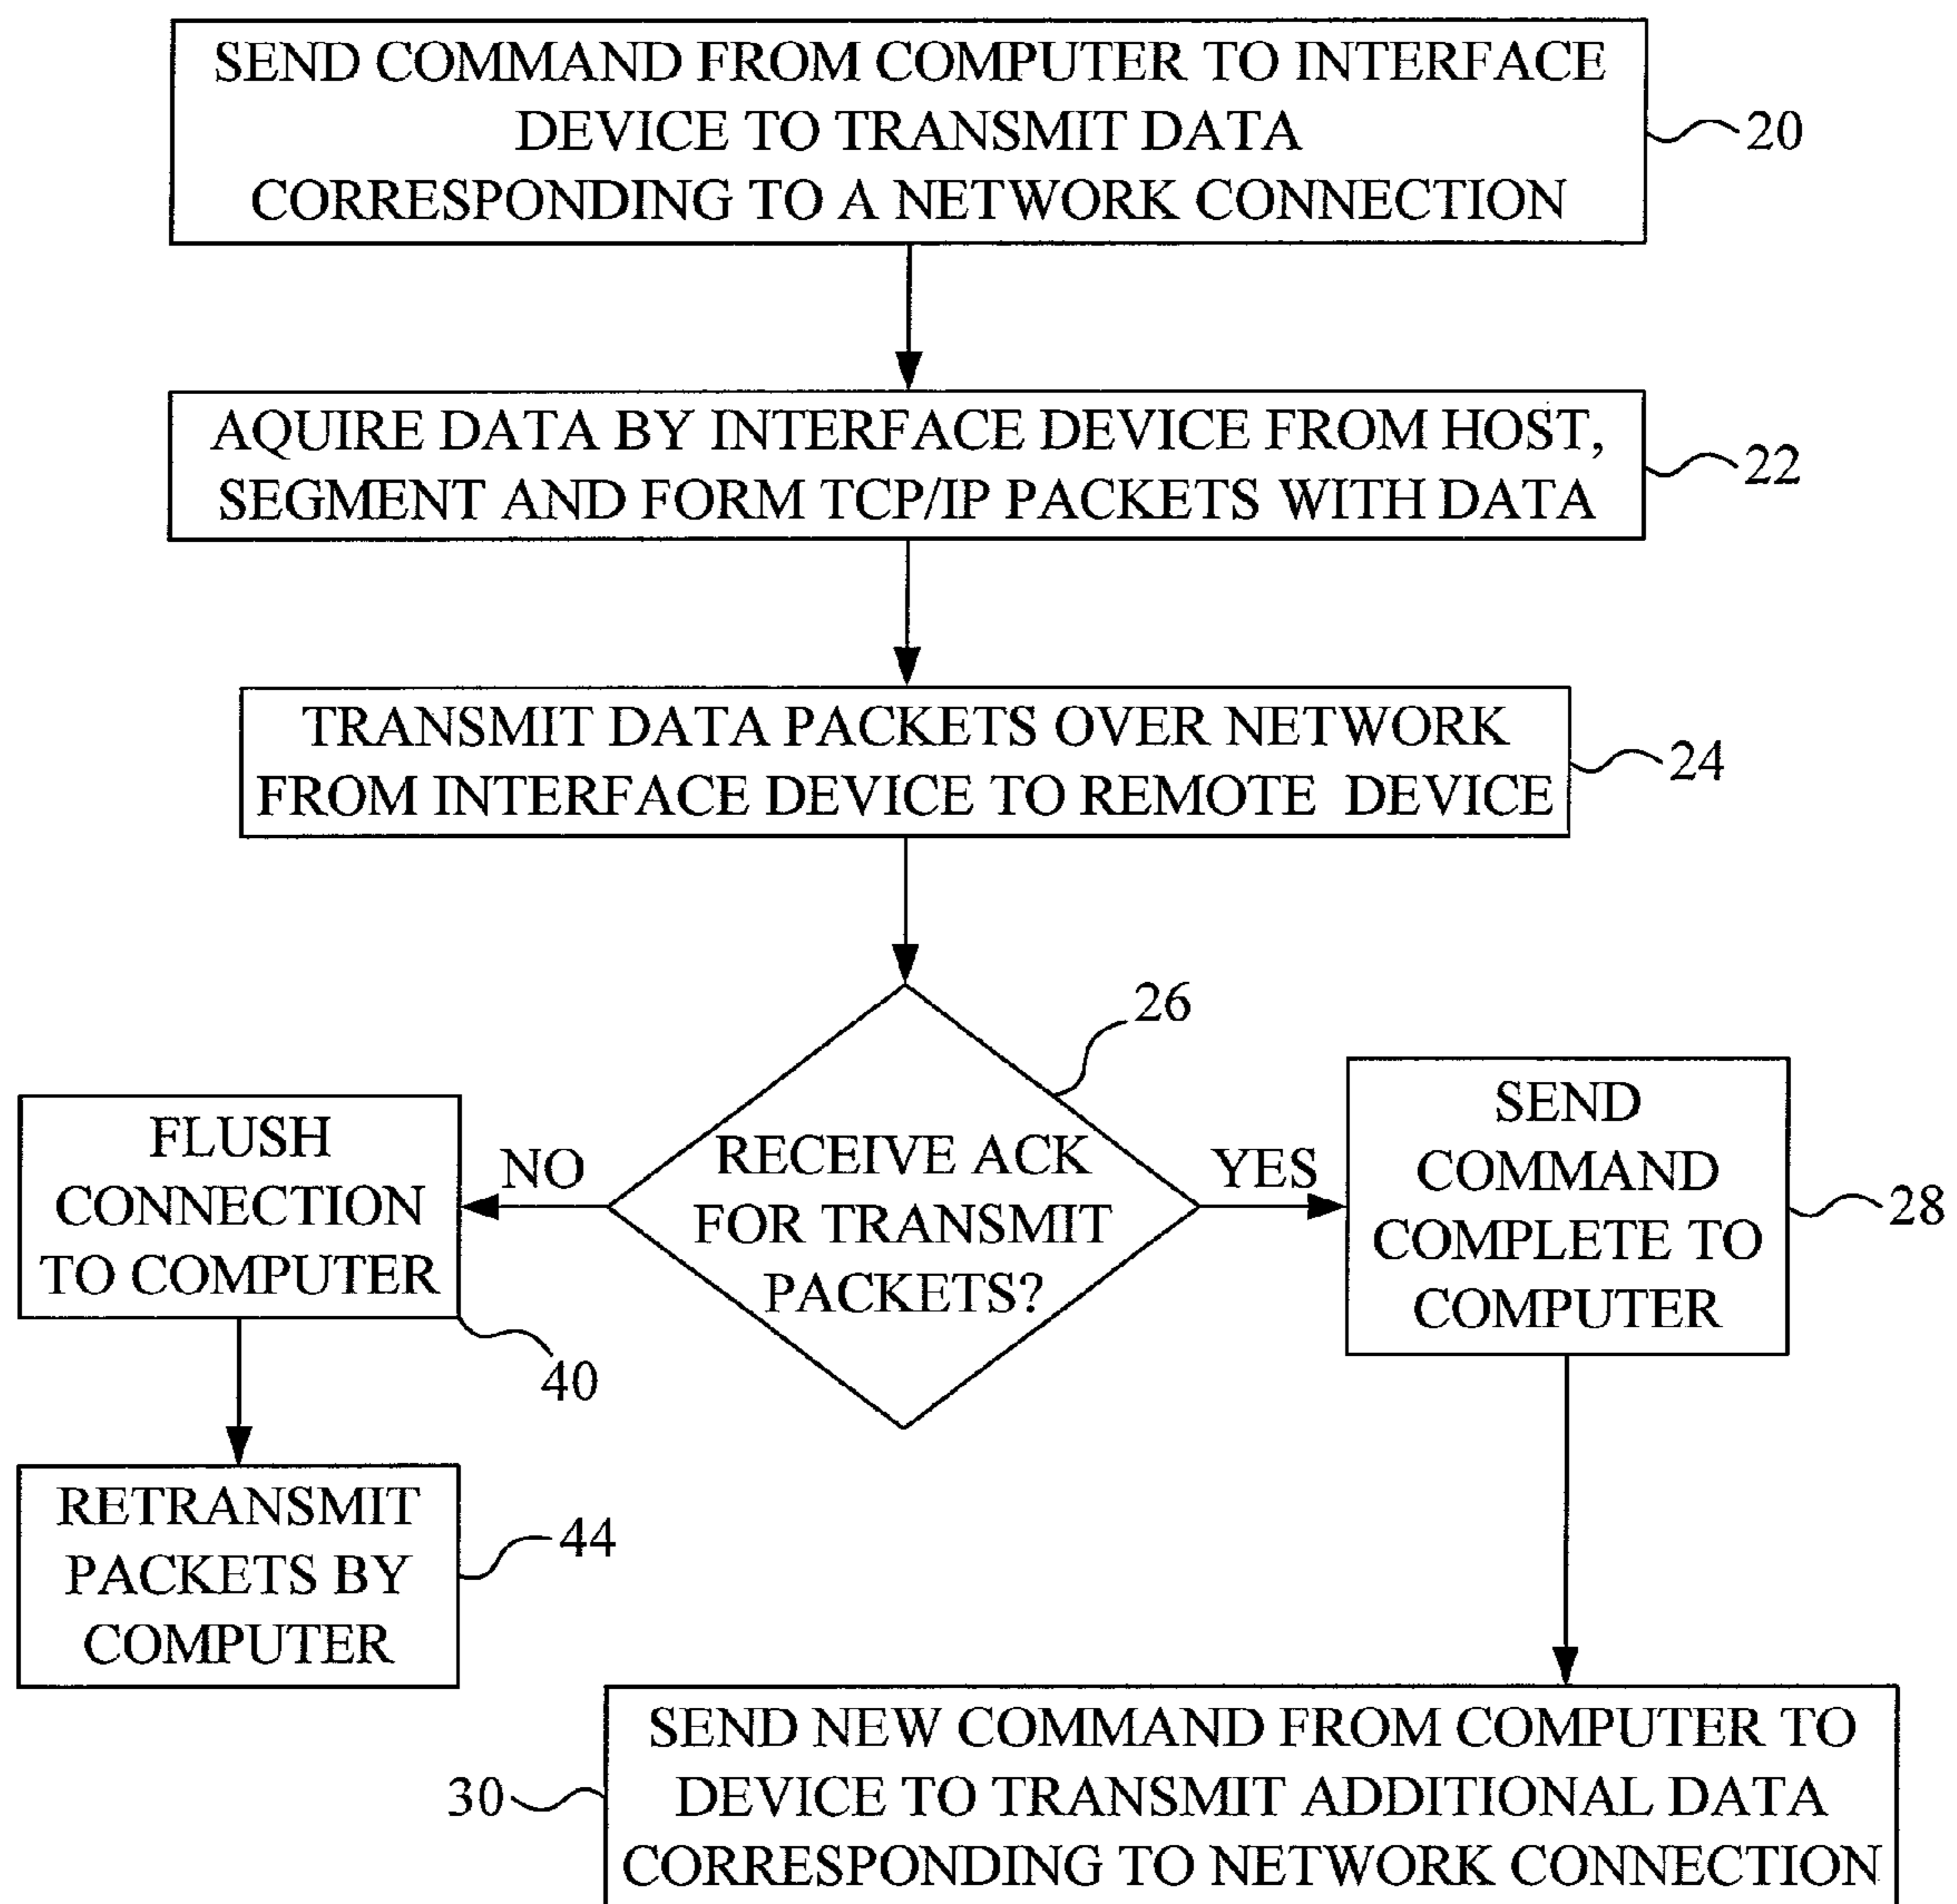 SEND COMMAND FROM COMPUTER TO INTERFACE
DEVICE TO TRANSMIT DATA
CORRESPONDING TO A NETWORK CONNECTION
20
AQUIRE DATA BY INTERFACE DEVICE FROM HOST,
SEGMENT AND FORM TCP/IP PACKETS WITH DATA
22
TRANSMIT DATA PACKETS OVER NETWORK
FROM INTERFACE DEVICE TO REMOTE DEVICE
24
26
RECEIVE ACK
FOR TRANSMIT
PACKETS?
NO
FLUSH
CONNECTION
TO COMPUTER
40
RETRANSMIT
PACKETS BY
COMPUTER
44
YES
SEND
COMMAND
COMPLETE TO
COMPUTER
28
SEND NEW COMMAND FROM COMPUTER TO
DEVICE TO TRANSMIT ADDITIONAL DATA
CORRESPONDING TO NETWORK CONNECTION
30